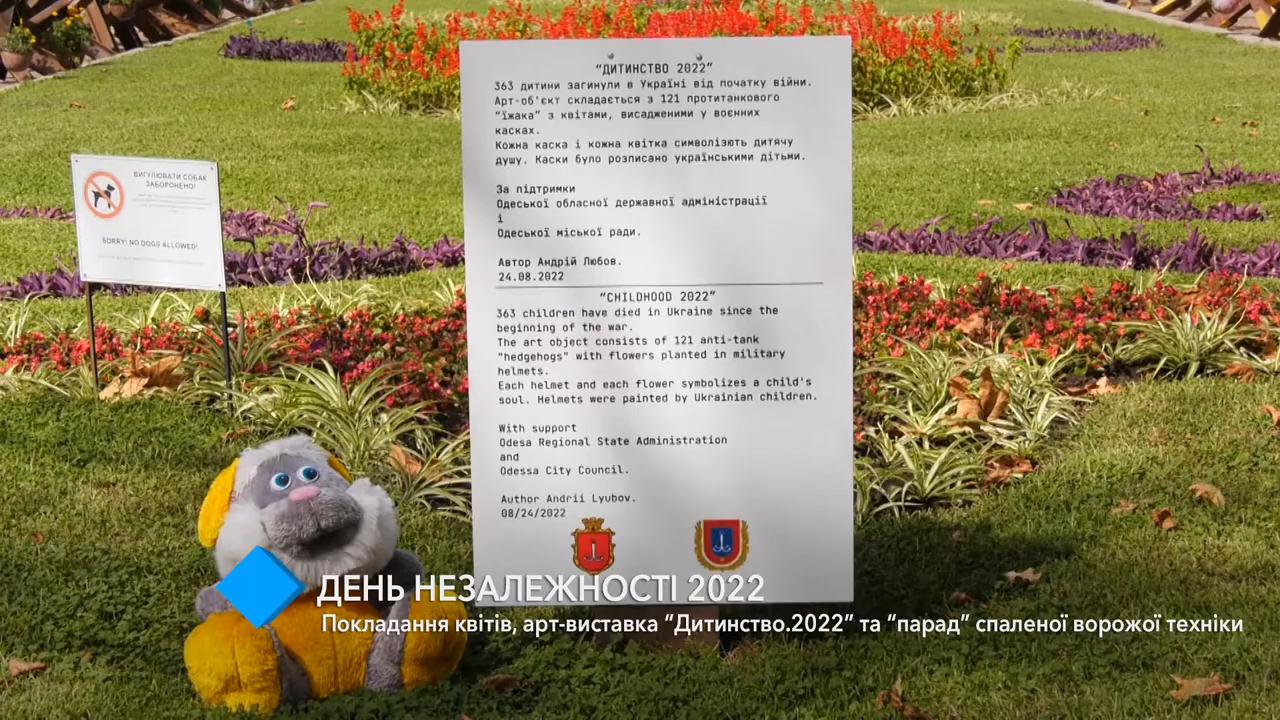 "ДИТИНСТВО 2022"
363 дитини загинули в Україні від початку війни.
Арт-об'єкт складається з 121 протитанкового
"їжака" з квітами, висадженими у воєнних
касках.
Кожна каска і кожна квітка символізють дитячу
душу. Каски було розписано українськими дітьми.
За підтримки
Одеської обласної державної адміністрації
і
Одеської міської ради.
Автор Андрій Любов.
24.08.2022
"CHILDHOOD 2022"
363 children have died in Ukraine since the
beginning of the war.
The art object consists of 121 anti-tank
"hedgehogs" with flowers planted in military
helmets.
Each helmet and each flower symbolizes a child's
soul. Helmets were painted by Ukrainian children.
With support
Odesa Regional State Administration
and
Odessa City Council.
Author Andrii Lyubov.
08/24/2022
ВИГУЛЮВАТИ СОБАК
ЗАБОРОНЕНО!
SORRY! NO DOGS ALLOWED!
ДЕНЬ НЕЗАЛЕЖНОСТІ 2022
Покладання квітів, арт-виставка "Дитинство.2022" та "парад" спаленої ворожої техніки